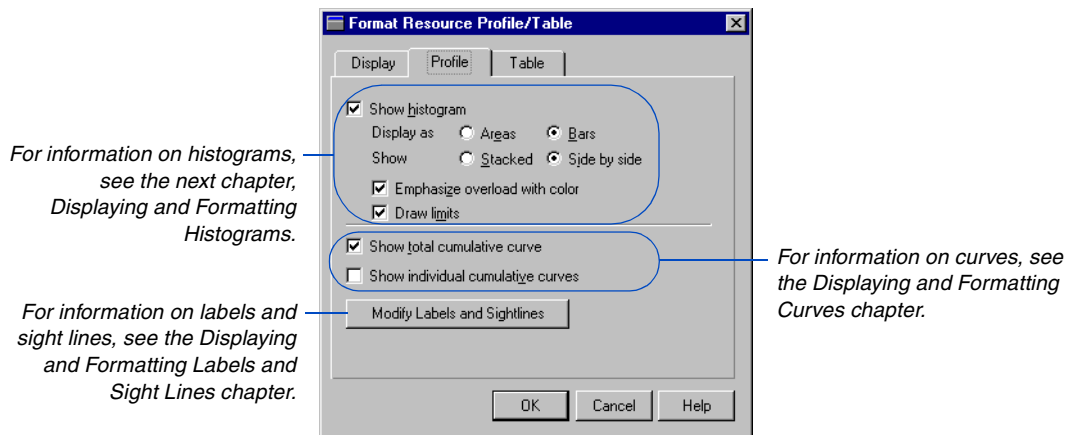 Format Resource Profile/Table
Display Profile Table
Show histogram
Display as Areas Bars
Show Stacked Side by side
Emphasize overload with color
Draw limits
For information on histograms,
see the next chapter,
Displaying and Formatting
Histograms.
Show total cumulative curve
Show individual cumulative curves
For information on curves, see
the Displaying and Formatting
Curves chapter.
Modify Labels and Sightlines
For information on labels and
sight lines, see the Displaying
and Formatting Labels and
Sight Lines chapter.
OK Cancel Help